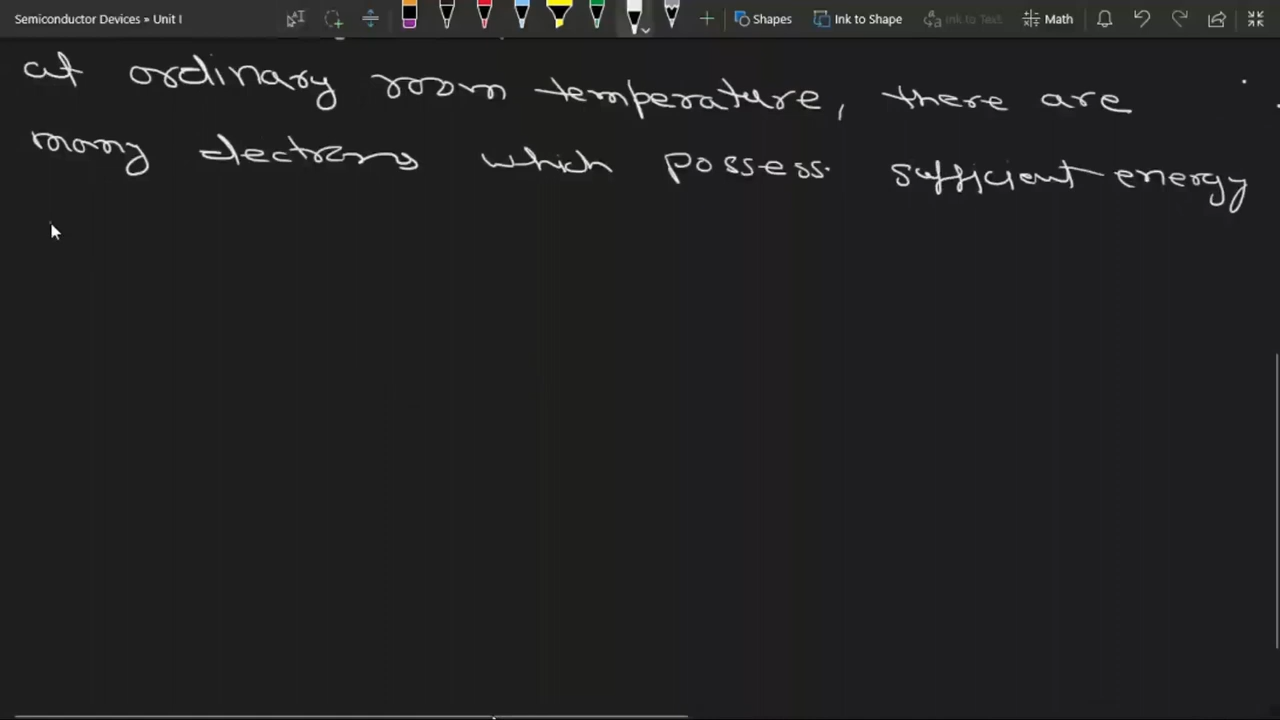 Semiconductor Devices » Unit I
Shapes Ink to Shape Ink to Text Math
at ordinary room temperature, there are
many electrons which possess sufficient energy